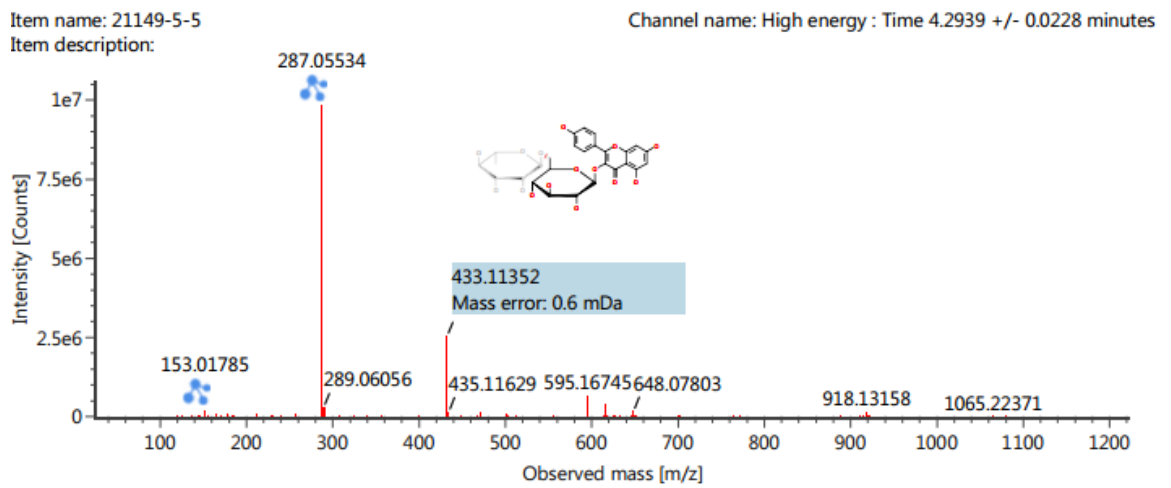 Item name: 21149-5-5
Channel name: High energy : Time 4.2939 +/- 0.0228 minutes
Item description:
287.05534
1e7
7.5e6
5e6
2.5e6
0
Intensity [Counts]
433.11352
Mass error: 0.6 mDa
153.01785
289.06056
435.11629
595.16745
648.07803
918.13158
1065.22371
100 200 300 400 500 600 700 800 900 1000 1100 1200
Observed mass [m/z]